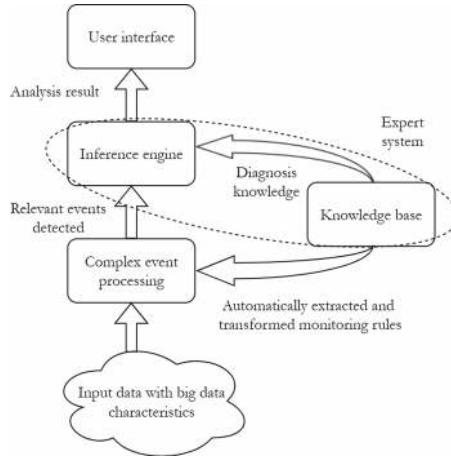 User interface
Analysis result
Expert
system
Inference engine
Diagnosis
knowledge
Relevant events
detected
Knowledge base
Complex event
processing
Automatically extracted and
transformed monitoring rules
Input data with big data
characteristics